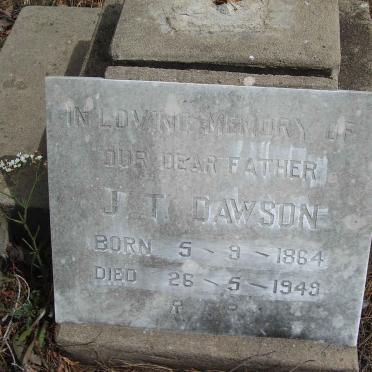 IN LOVING MEMORY OF
OUR DEAR FATHER
J T DAWSON
BORN 5 - 9 - 1864
DIED 26 - 5 - 1949
R P